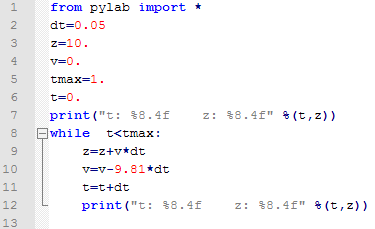 1 from pylab import *
2 dt=0.05
3 z=10.
4 v=0.
5 tmax=1.
6 t=0.
7 print("t: %8.4f    z: %8.4f" %(t,z))
8 while  t<tmax:
9     z=z+v*dt
10     v=v-9.81*dt
11     t=t+dt
12     print("t: %8.4f    z: %8.4f" %(t,z))
13